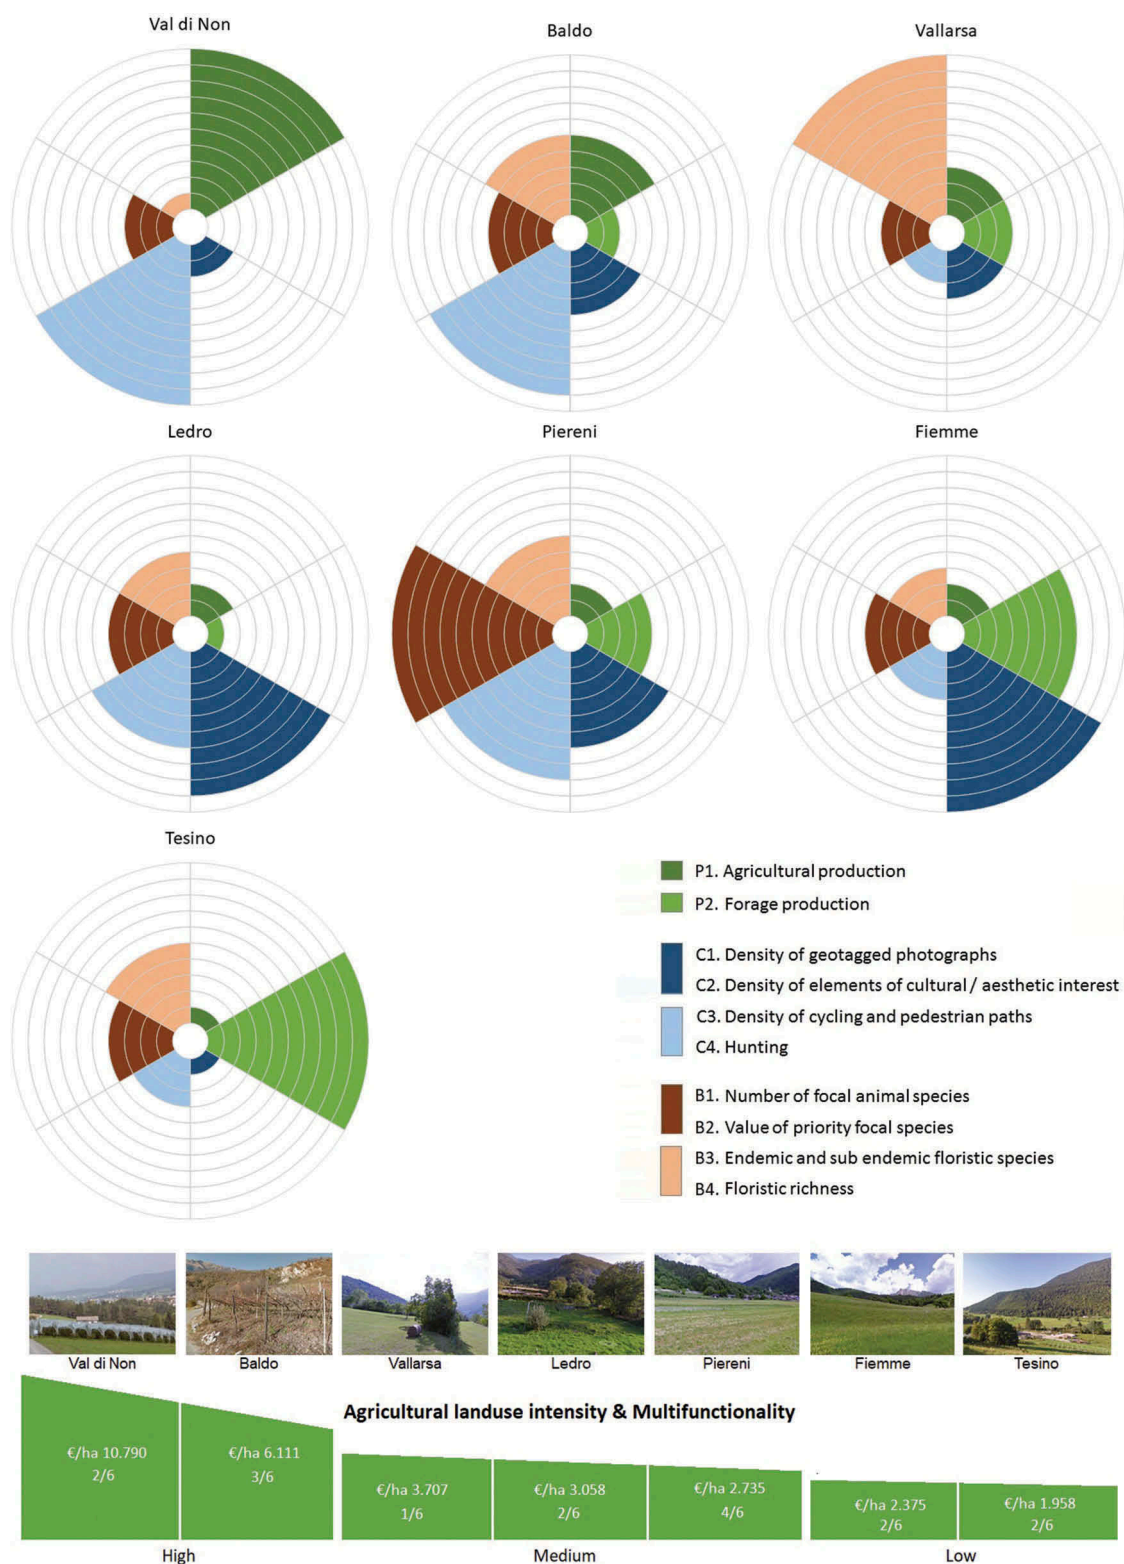 Val di Non
Baldo
Vallarsa
Ledro
Piereni
Fiemme
Tesino
P1. Agricultural production
P2. Forage production
C1. Density of geotagged photographs
C2. Density of elements of cultural / aesthetic interest
C3. Density of cycling and pedestrian paths
C4. Hunting
B1. Number of focal animal species
B2. Value of priority focal species
B3. Endemic and sub endemic floristic species
B4. Floristic richness
Val di Non
Baldo
Vallarsa
Ledro
Piereni
Fiemme
Tesino
Agricultural landuse intensity & Multifunctionality
€/ha 10.790
2/6
€/ha 6.111
3/6
€/ha 3.707
1/6
€/ha 3.058
2/6
€/ha 2.735
4/6
€/ha 2.375
2/6
€/ha 1.958
2/6
High
Medium
Low